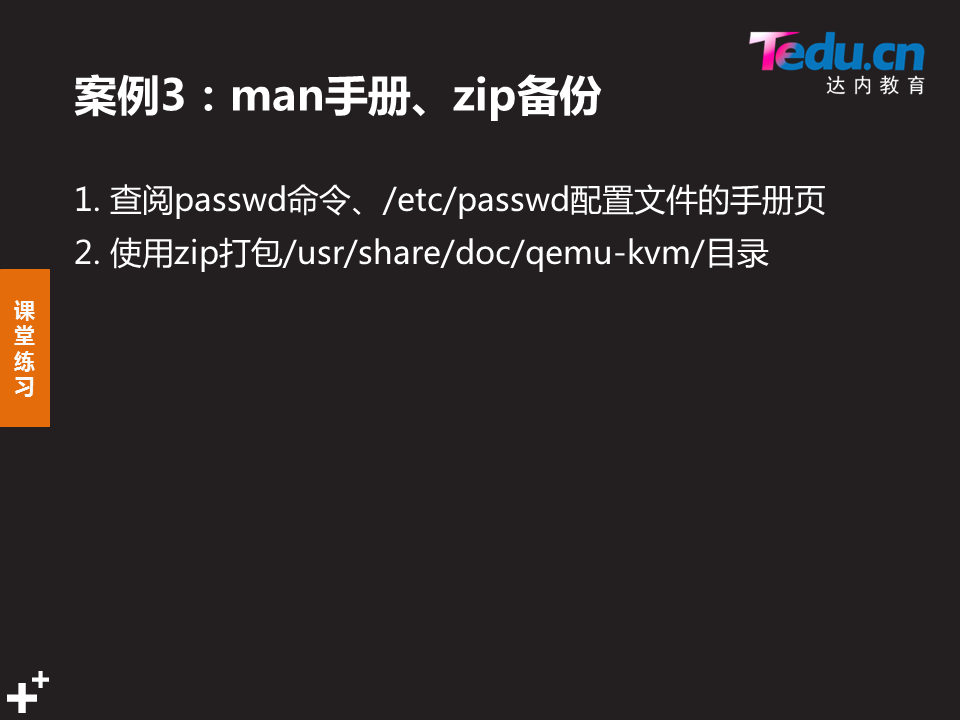 Tedu.cn
达内教育
案例3：man手册、zip备份
1. 查阅passwd命令、/etc/passwd配置文件的手册页
2. 使用zip打包/usr/share/doc/qemu-kvm/目录
课
堂
练
习